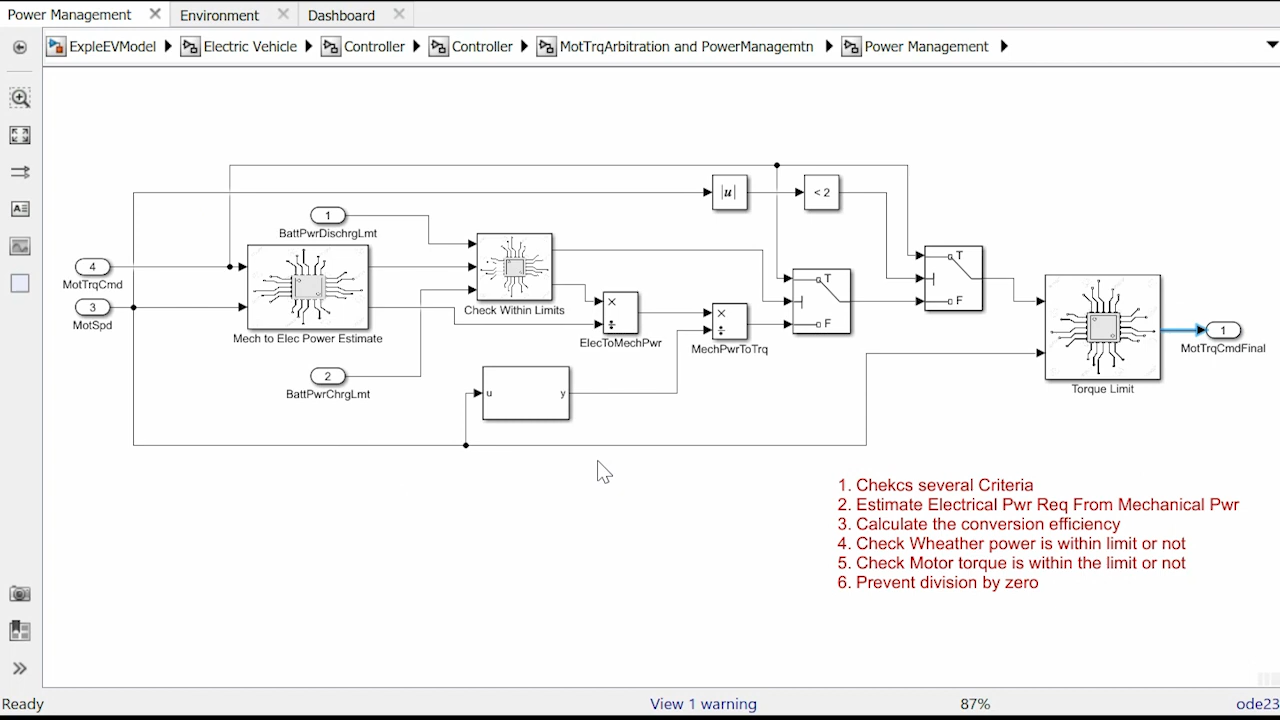 Power Management
Environment
Dashboard
ExpleEVModel
Electric Vehicle
Controller
Controller
MotTrqArbitration and PowerManagemtn
Power Management
|u|
< 2
1
BattPwrDischrgLmt
4
MotTrqCmd
3
MotSpd
Mech to Elec Power Estimate
Check Within Limits
×
÷
ElecToMechPwr
×
÷
MechPwrToTrq
T
F
T
F
Torque Limit
1
MotTrqCmdFinal
2
BattPwrChrgLmt
u
y
1. Chekcs several Criteria
2. Estimate Electrical Pwr Req From Mechanical Pwr
3. Calculate the conversion efficiency
4. Check Wheather power is within limit or not
5. Check Motor torque is within the limit or not
6. Prevent division by zero
Ready
View 1 warning
87%
ode23